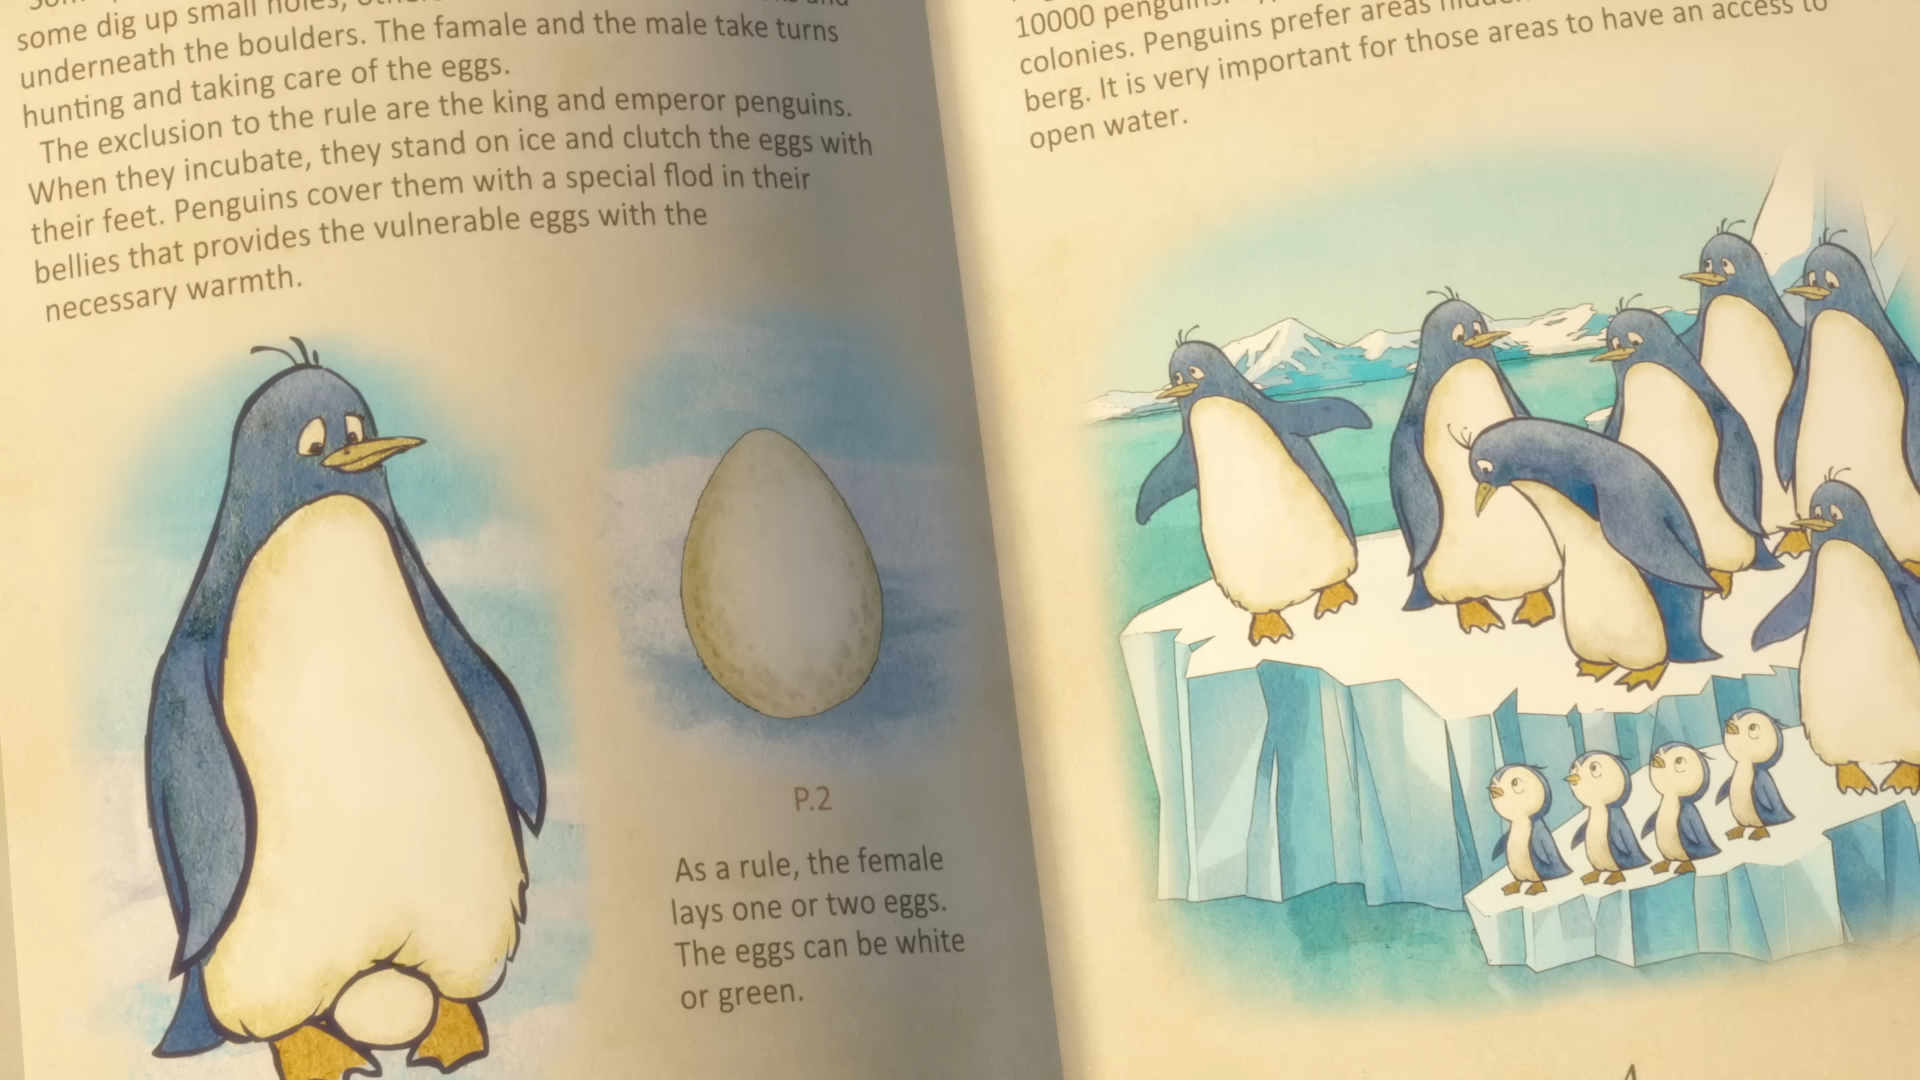 some dig up small holes,
underneath the boulders. The famale and the male take turns
hunting and taking care of the eggs.
The exclusion to the rule are the king and emperor penguins.
When they incubate, they stand on ice and clutch the eggs with
their feet. Penguins cover them with a special flod in their
bellies that provides the vulnerable eggs with the
necessary warmth.
P.2
As a rule, the female
lays one or two eggs.
The eggs can be white
or green.
10000 penguins.
colonies. Penguins prefer areas
berg. It is very important for those areas to have an access to
open water.